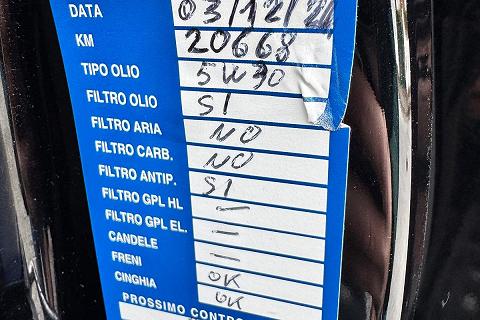 DATA 03/12/2
KM 20668
TIPO OLIO 5W30
FILTRO OLIO SI
FILTRO ARIA NO
FILTRO CARB. NO
FILTRO ANTIP. SI
FILTRO GPL HL —
FILTRO GPL EL. —
CANDELE —
FRENI OK
CINGHIA OK
PROSSIMO CONTRO